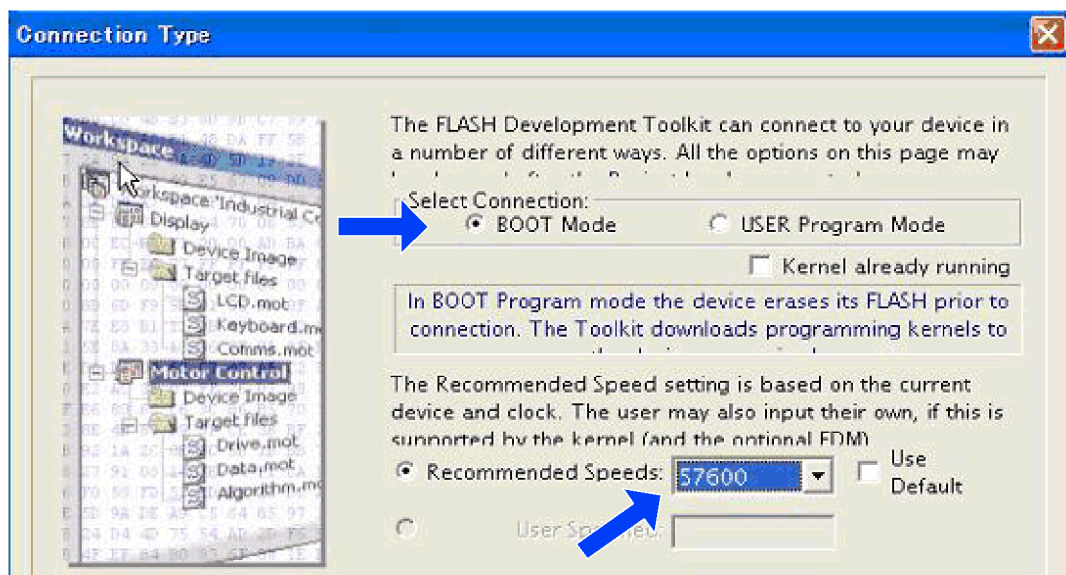 Connection Type
Workspace
Workspace 'Industrial Ce
Display
Device Image
Target files
LCD.mot
Keyboard.m
Comms.mot
Motor Control
Device Image
Target files
Drive.mot
Data.mot
Algorithm.m
The FLASH Development Toolkit can connect to your device in
a number of different ways. All the options on this page may
Select Connection:
BOOT Mode
USER Program Mode
Kernel already running
In BOOT Program mode the device erases its FLASH prior to
connection. The Toolkit downloads programming kernels to
The Recommended Speed setting is based on the current
device and clock. The user may also input their own, if this is
supported by the kernel (and the optional FDM)
Recommended Speeds:
57600
Use
Default
User